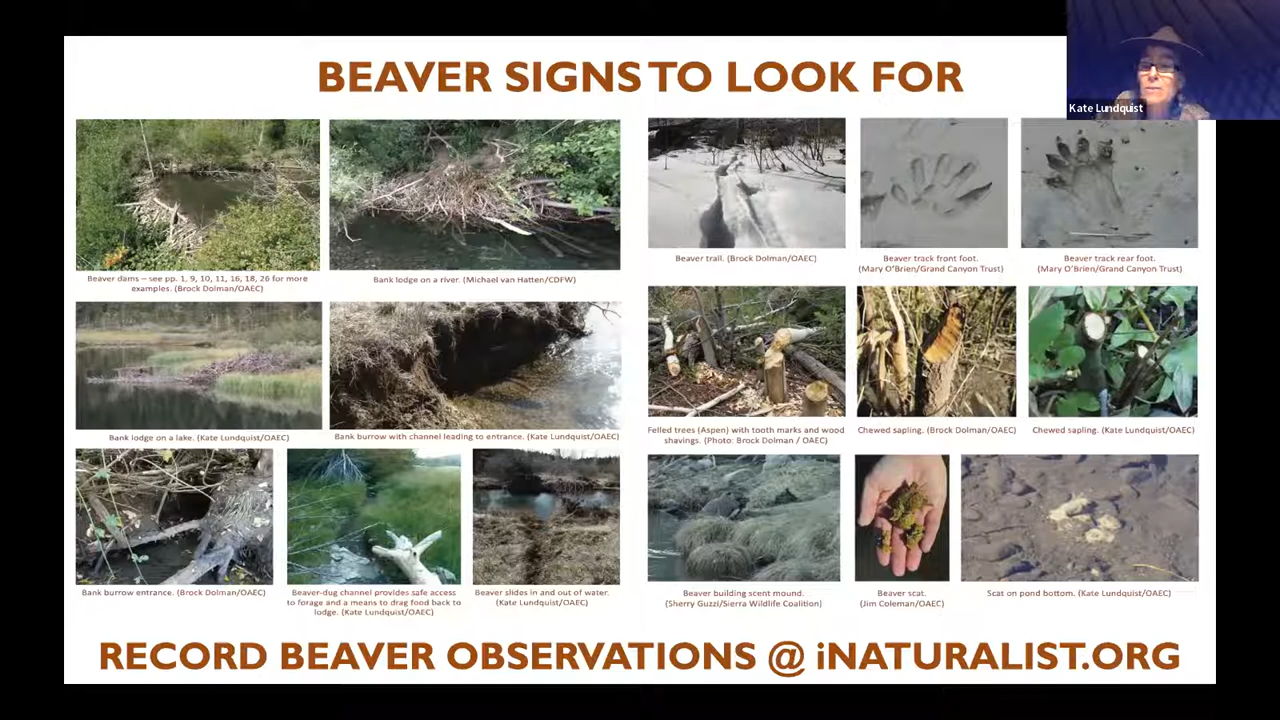 BEAVER SIGNS TO LOOK FOR
Kate Lundquist
Beaver dams – see pp. 1, 9, 10, 11, 16, 18, 26 for more
examples. (Brock Dolman/OAEC)
Bank lodge on a river. (Michael van Hatten/CDFW)
Beaver trail. (Brock Dolman/OAEC)
Beaver track front foot.
(Mary O'Brien/Grand Canyon Trust)
Beaver track rear foot.
(Mary O'Brien/Grand Canyon Trust)
Bank lodge on a lake. (Kate Lundquist/OAEC)
Bank burrow with channel leading to entrance. (Kate Lundquist/OAEC)
Felled trees (Aspen) with tooth marks and wood
shavings. (Photo: Brock Dolman / OAEC)
Chewed sapling. (Brock Dolman/OAEC)
Chewed sapling. (Kate Lundquist/OAEC)
Bank burrow entrance. (Brock Dolman/OAEC)
Beaver-dug channel provides safe access
to forage and a means to drag food back to
lodge. (Kate Lundquist/OAEC)
Beaver slides in and out of water.
(Kate Lundquist/OAEC)
Beaver building scent mound.
(Sherry Guzzi/Sierra Wildlife Coalition)
Beaver scat.
(Jim Coleman/OAEC)
Scat on pond bottom. (Kate Lundquist/OAEC)
RECORD BEAVER OBSERVATIONS @ iNATURALIST.ORG